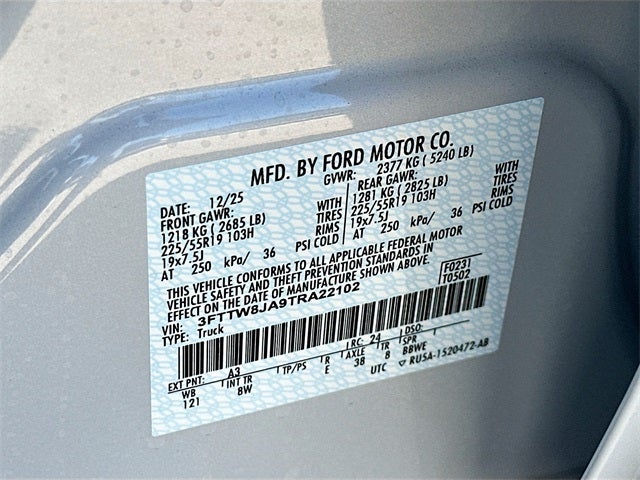 MFD. BY FORD MOTOR CO.
DATE: 12/25 GVWR: 2377 KG ( 5240 LB)
FRONT GAWR: REAR GAWR:
1218 KG ( 2685 LB) WITH 1281 KG ( 2825 LB) WITH
225/55R19 103H TIRES 225/55R19 103H TIRES
19x7.5J RIMS 19x7.5J RIMS
AT 250 kPa/ 36 PSI COLD AT 250 kPa/ 36 PSI COLD
THIS VEHICLE CONFORMS TO ALL APPLICABLE FEDERAL MOTOR
VEHICLE SAFETY AND THEFT PREVENTION STANDARDS IN
EFFECT ON THE DATE OF MANUFACTURE SHOWN ABOVE.
VIN: 3FTTW8JA9TRA22102 F0231
TYPE: Truck T0502
EXT PNT: A3 RC: 24 DSO:
WB INT TR TP/PS R AXLE TR SPR
121 8W E 38 8 BBWE
UTC ▽ RU5A-1520472-AB